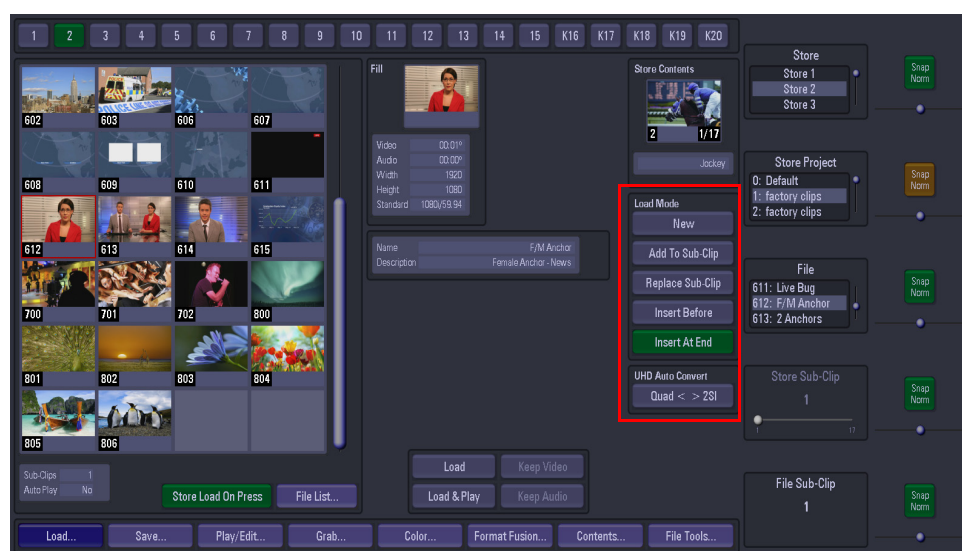 1 2 3 4 5 6 7 8 9 10 11 12 13 14 15 K16 K17 K18 K19 K20
602 603 606 607
POLICE LINE
608 609 610 611
612 613 614 615
700 701 702 800
801 802 803 804
805 806
Sub-Clips 1
Auto Play No
Store Load On Press
File List...
Fill
Video 00:01º
Audio 00:00º
Width 1920
Height 1080
Standard 1080i/59.94
Name F/M Anchor
Description Female Anchor - News
Load
Keep Video
Load & Play
Keep Audio
Store Contents
2 1/17
Jockey
Load Mode
New
Add To Sub-Clip
Replace Sub-Clip
Insert Before
Insert At End
UHD Auto Convert
Quad < > 2SI
Store
Store 1
Store 2
Store 3
Snap
Norm
Store Project
0: Default
1: factory clips
2: factory clips
Snap
Norm
File
611: Live Bug
612: F/M Anchor
613: 2 Anchors
Snap
Norm
Store Sub-Clip
1
1 17
Snap
Norm
File Sub-Clip
1
Snap
Norm
Load... Save... Play/Edit... Grab... Color... Format Fusion... Contents... File Tools...